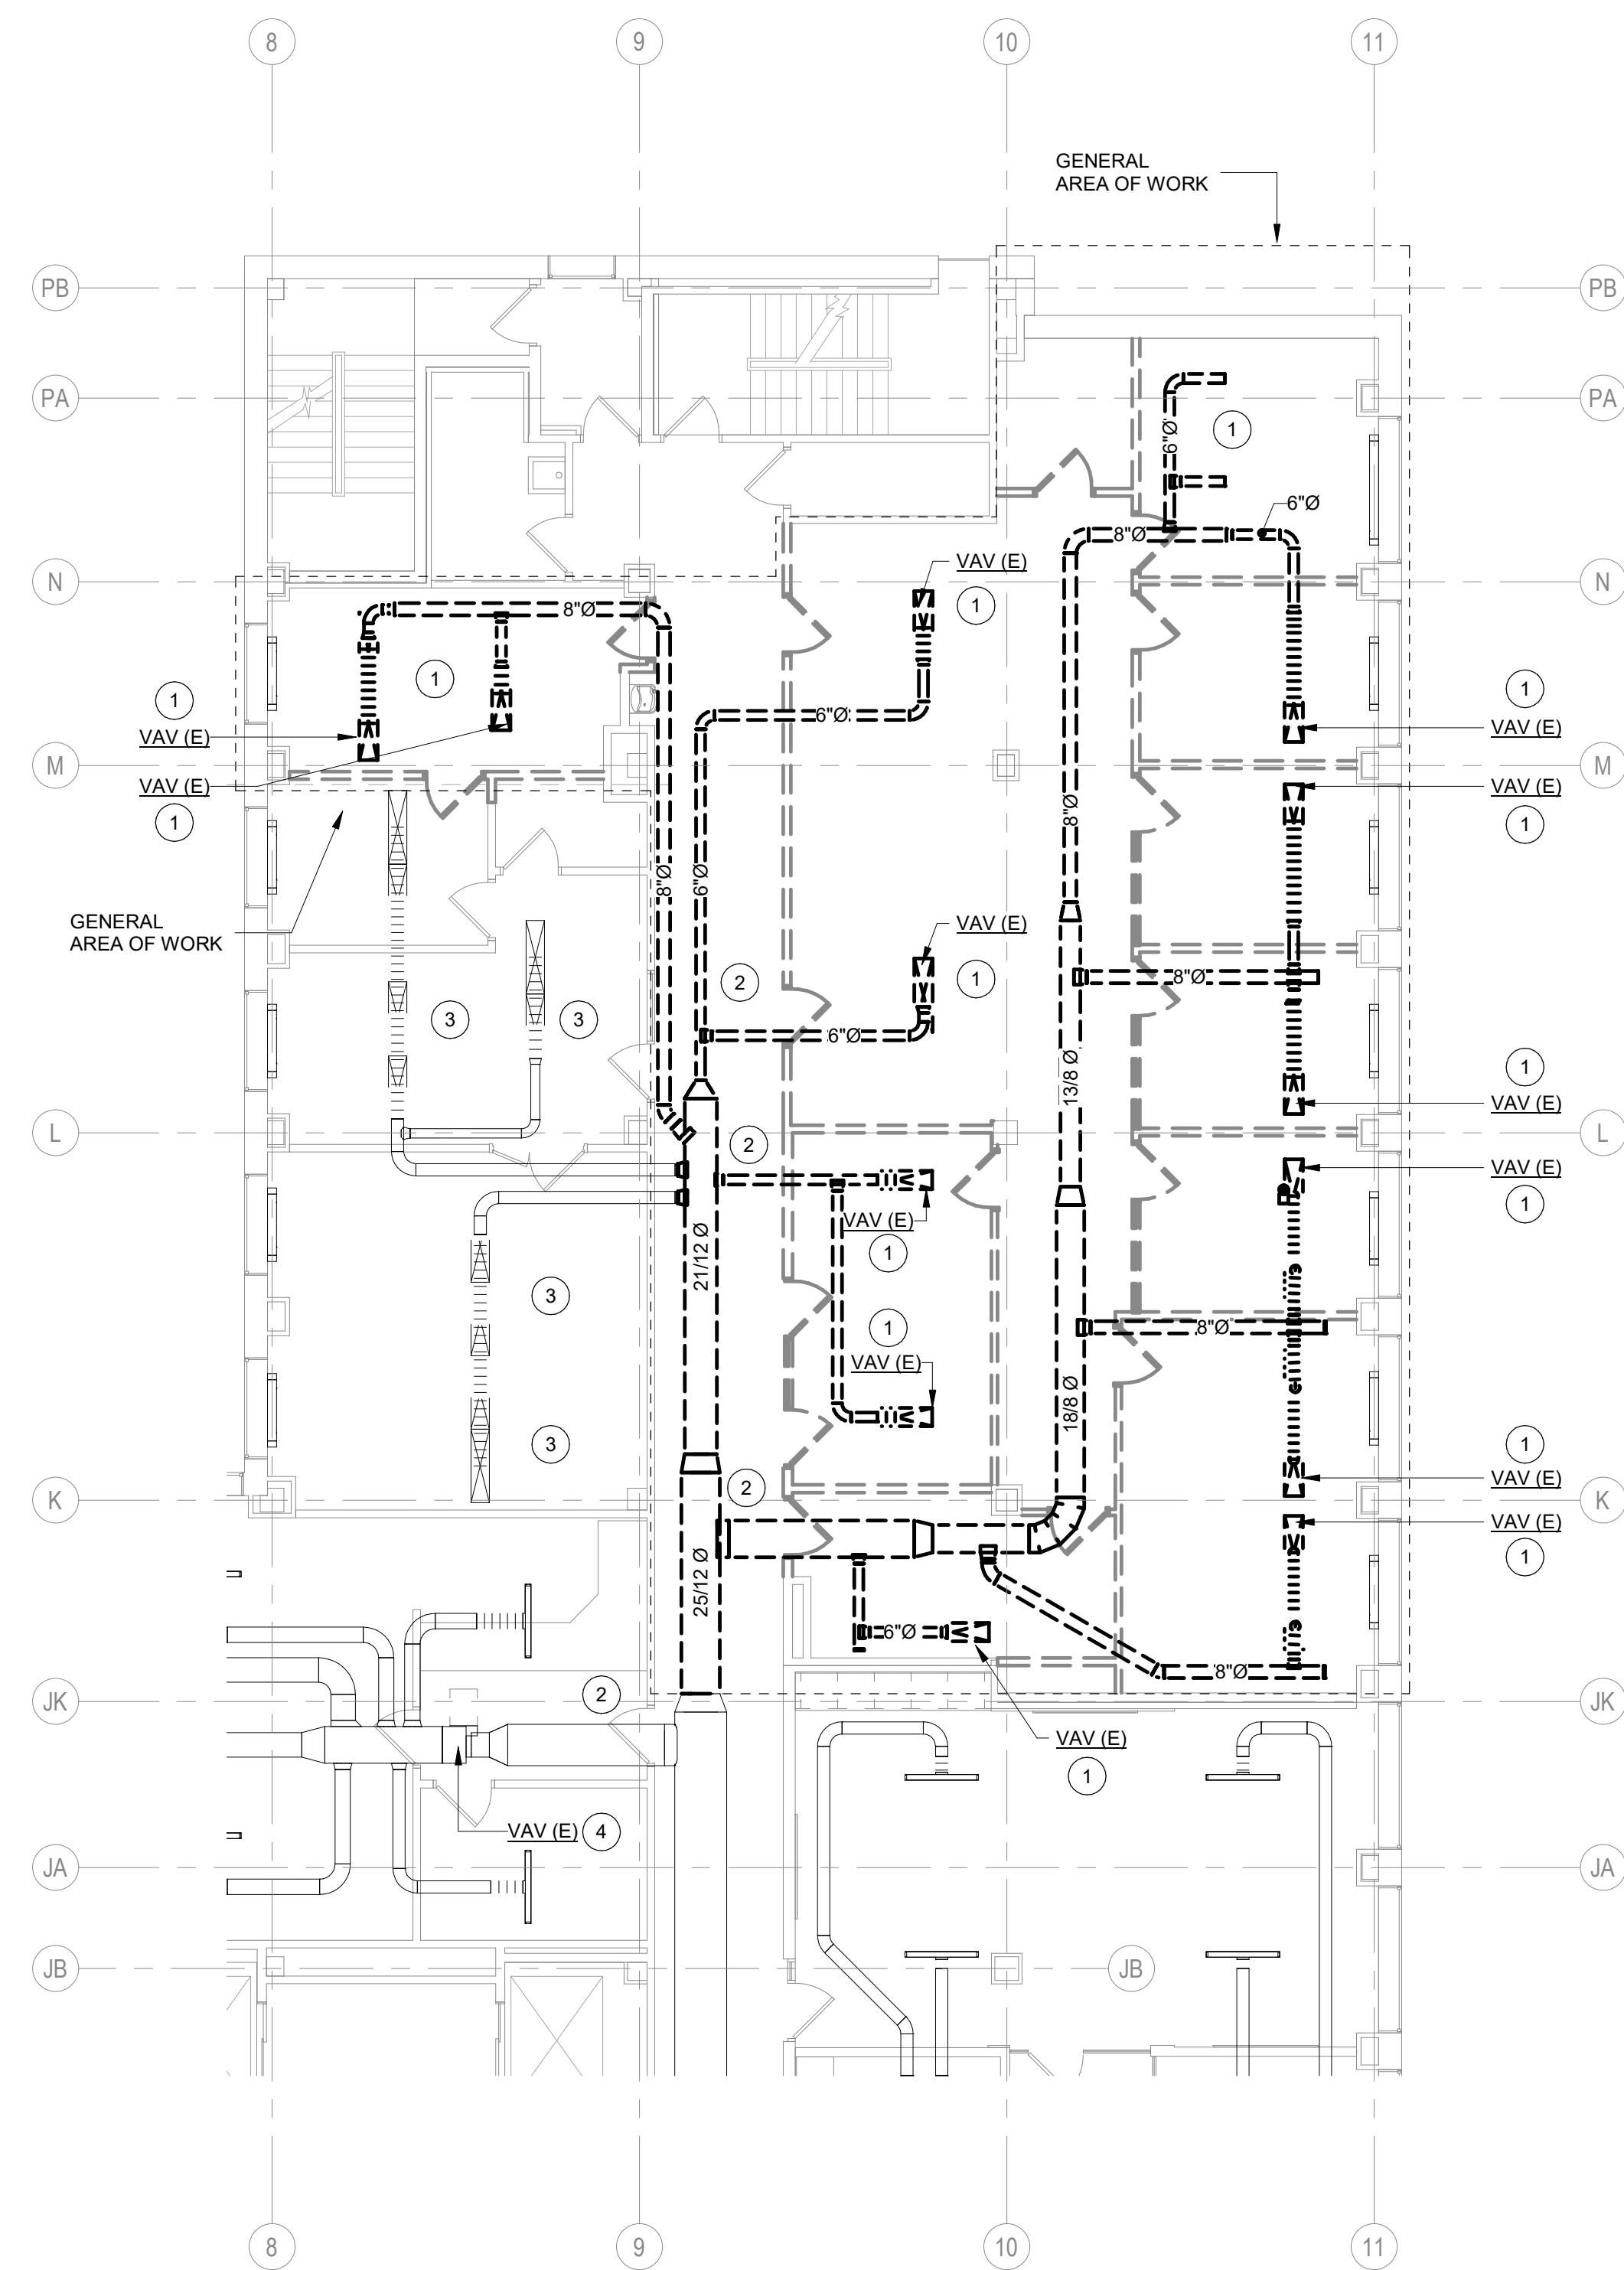 8
9
10
11
GENERAL
AREA OF WORK
PB
PB
PA
PA
6"Ø
1
6"Ø
8"Ø
VAV (E)
N
N
1
8"Ø
1
1
1
6"Ø
VAV (E)
VAV (E)
M
M
VAV (E)
VAV (E)
1
8"Ø
1
8"Ø
6"Ø
GENERAL
AREA OF WORK
VAV (E)
2
1
8"Ø
3
3
6"Ø
13/8 Ø
1
VAV (E)
L
L
2
VAV (E)
1
VAV (E)
1
21/12 Ø
3
1
8"Ø
VAV (E)
18/8 Ø
3
1
VAV (E)
2
K
K
VAV (E)
1
25/12 Ø
6"Ø
8"Ø
2
JK
JK
VAV (E)
1
VAV (E)
4
JA
JA
JB
JB
8
9
10
11